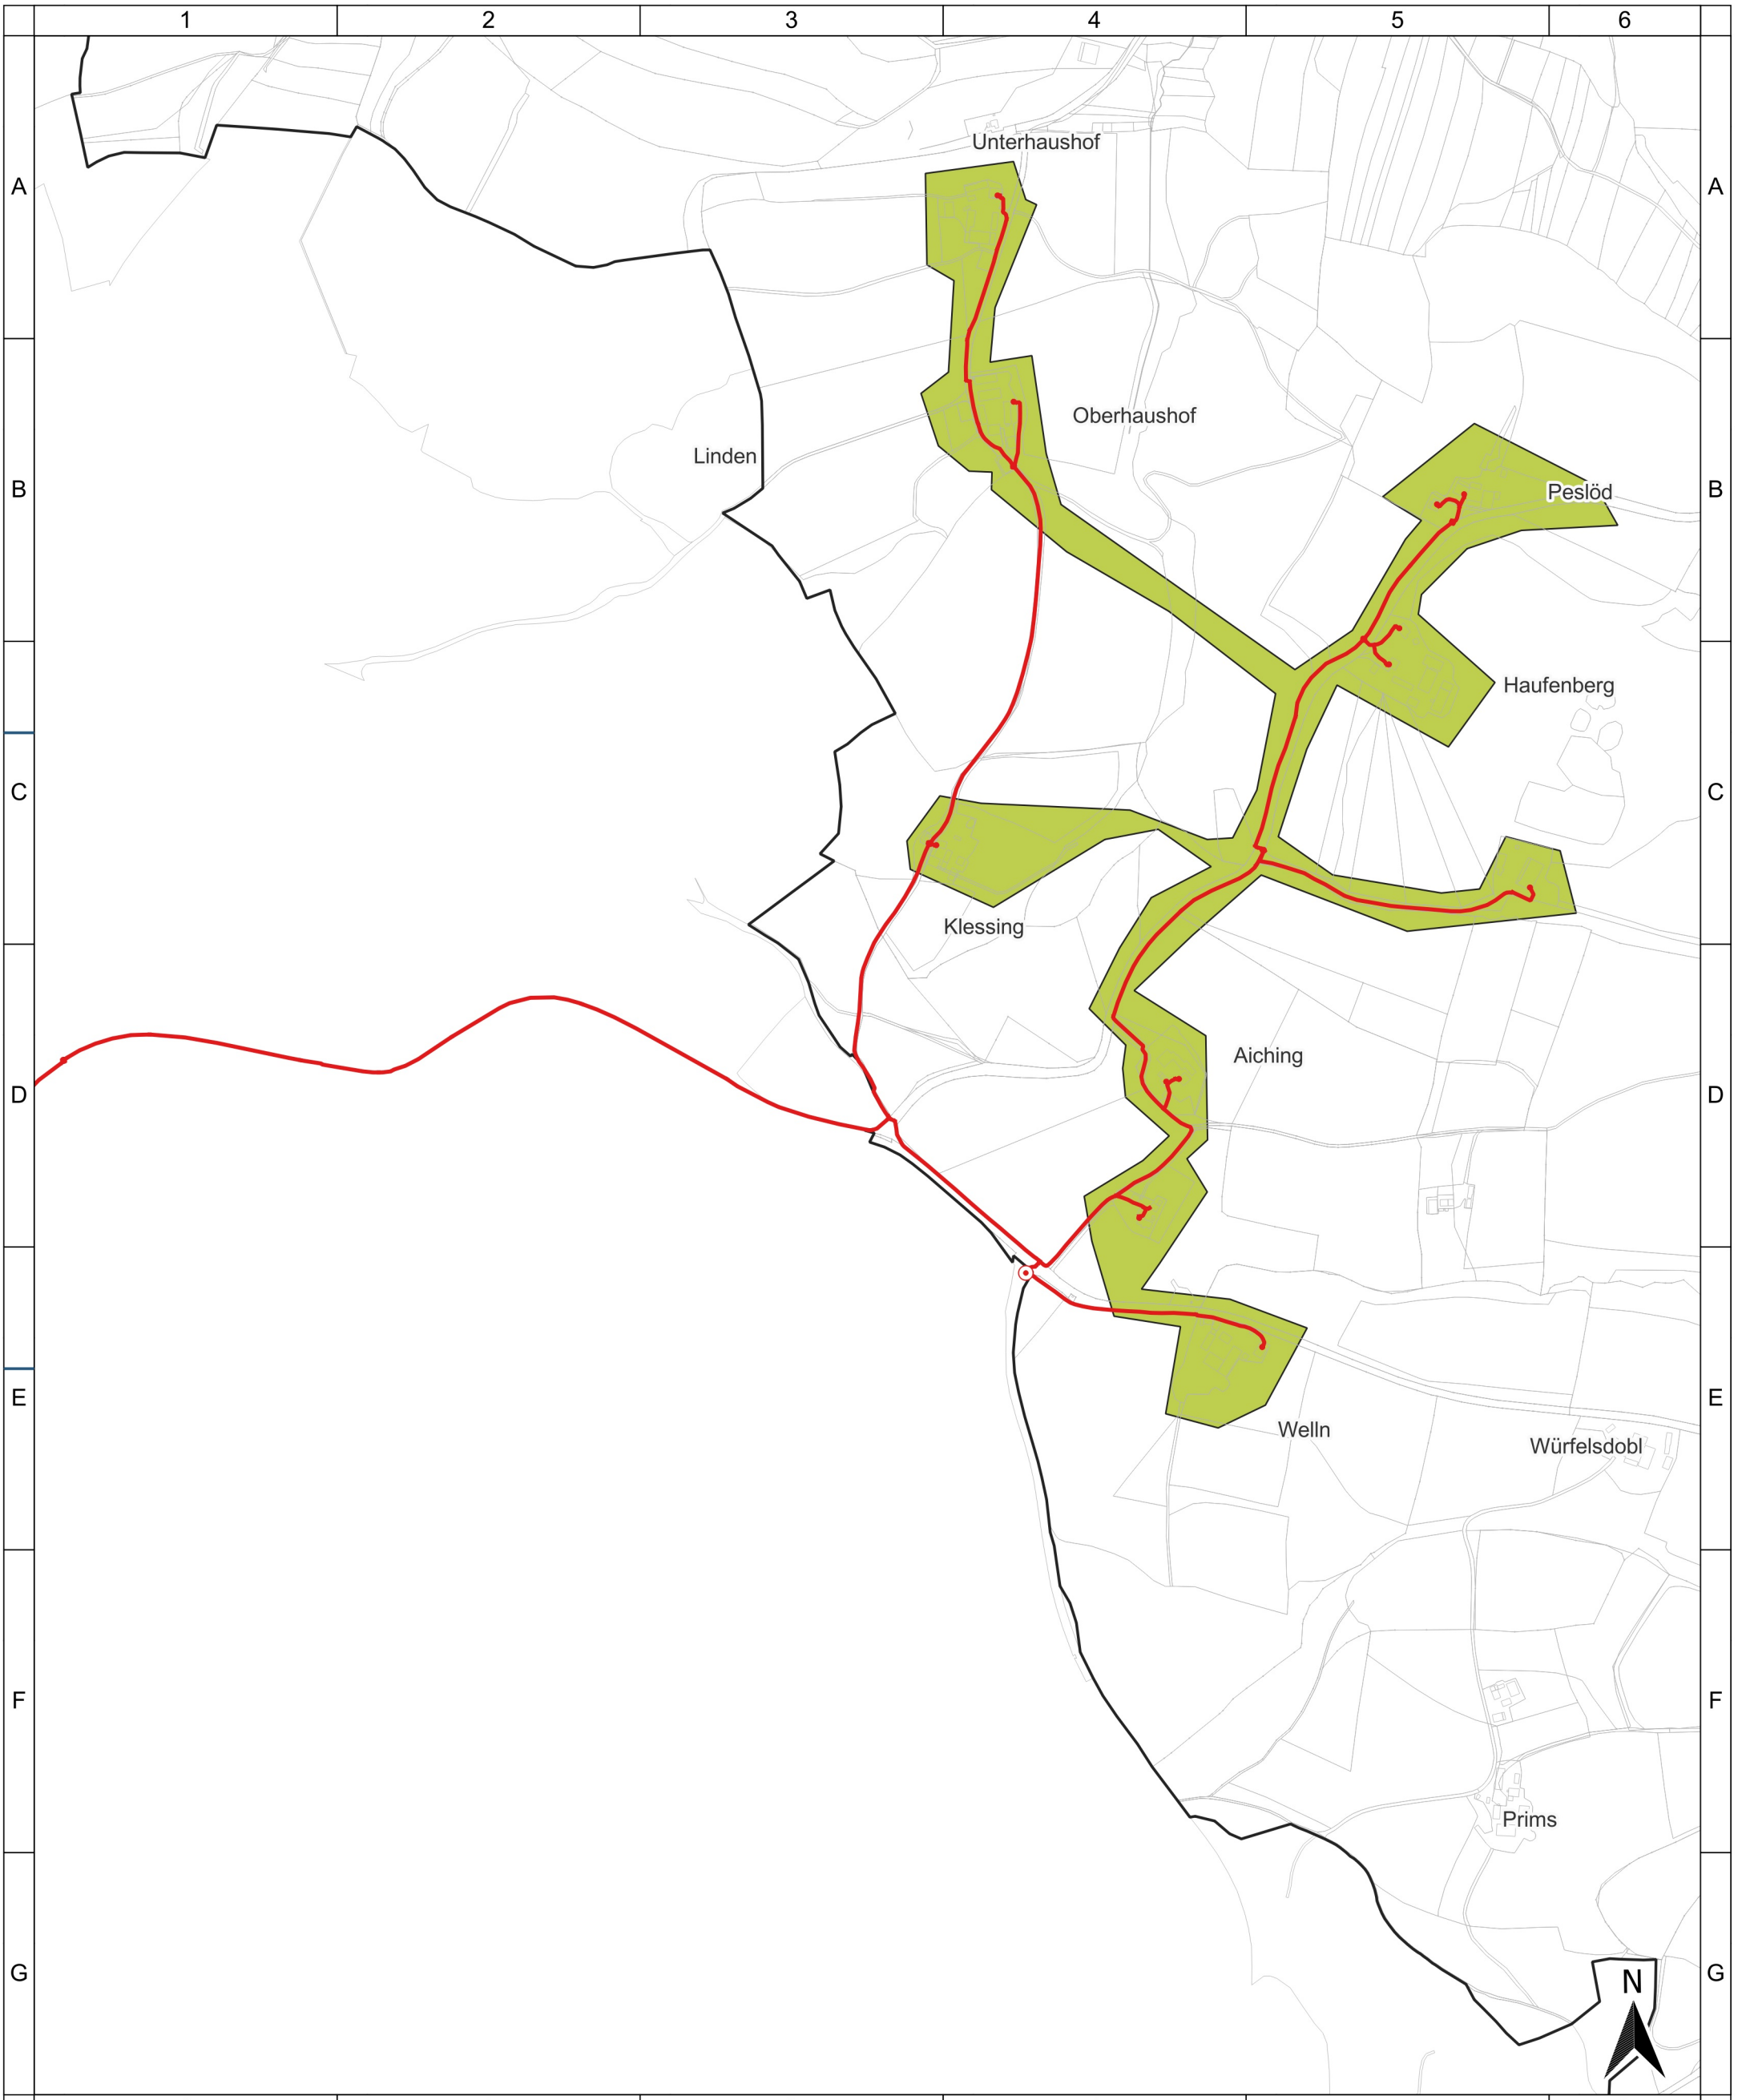 1 2 3 4 5 6
Unterhaushof
A A
Oberhaushof
Linden
B Peslöd B
Haufenberg
C C
Klessing
Aiching
D D
E E
Welln
Würfelsdobl
F F
Prims
G G
N